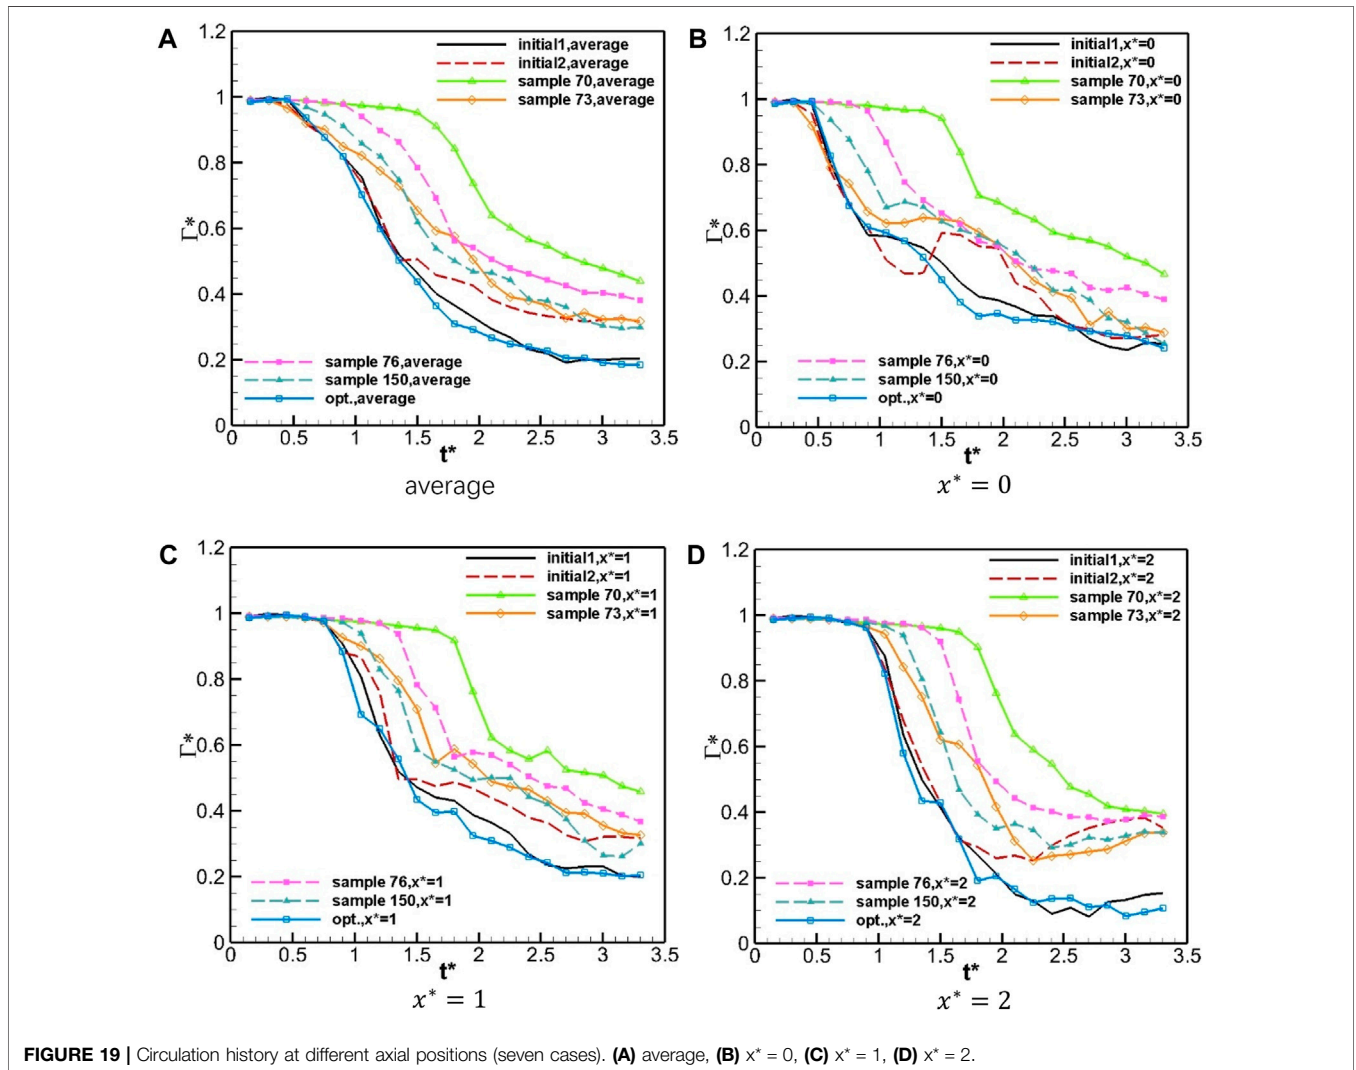 A
1.2
1
0.8
0.6
0.4
0.2
0
Γ*
initial1,average
initial2,average
sample 70,average
sample 73,average
sample 76,average
sample 150,average
opt.,average
0 0.5 1 1.5 2 2.5 3 3.5
t*
average
B
1.2
1
0.8
0.6
0.4
0.2
0
Γ*
initial1,x*=0
initial2,x*=0
sample 70,x*=0
sample 73,x*=0
sample 76,x*=0
sample 150,x*=0
opt.,x*=0
0 0.5 1 1.5 2 2.5 3 3.5
t*
x* = 0
C
1.2
1
0.8
0.6
0.4
0.2
0
Γ*
initial1,x*=1
initial2,x*=1
sample 70,x*=1
sample 73,x*=1
sample 76,x*=1
sample 150,x*=1
opt.,x*=1
0 0.5 1 1.5 2 2.5 3 3.5
t*
x* = 1
D
1.2
1
0.8
0.6
0.4
0.2
0
Γ*
initial1,x*=2
initial2,x*=2
sample 70,x*=2
sample 73,x*=2
sample 76,x*=2
sample 150,x*=2
opt.,x*=2
0 0.5 1 1.5 2 2.5 3 3.5
t*
x* = 2
FIGURE 19 | Circulation history at different axial positions (seven cases). (A) average, (B) x* = 0, (C) x* = 1, (D) x* = 2.